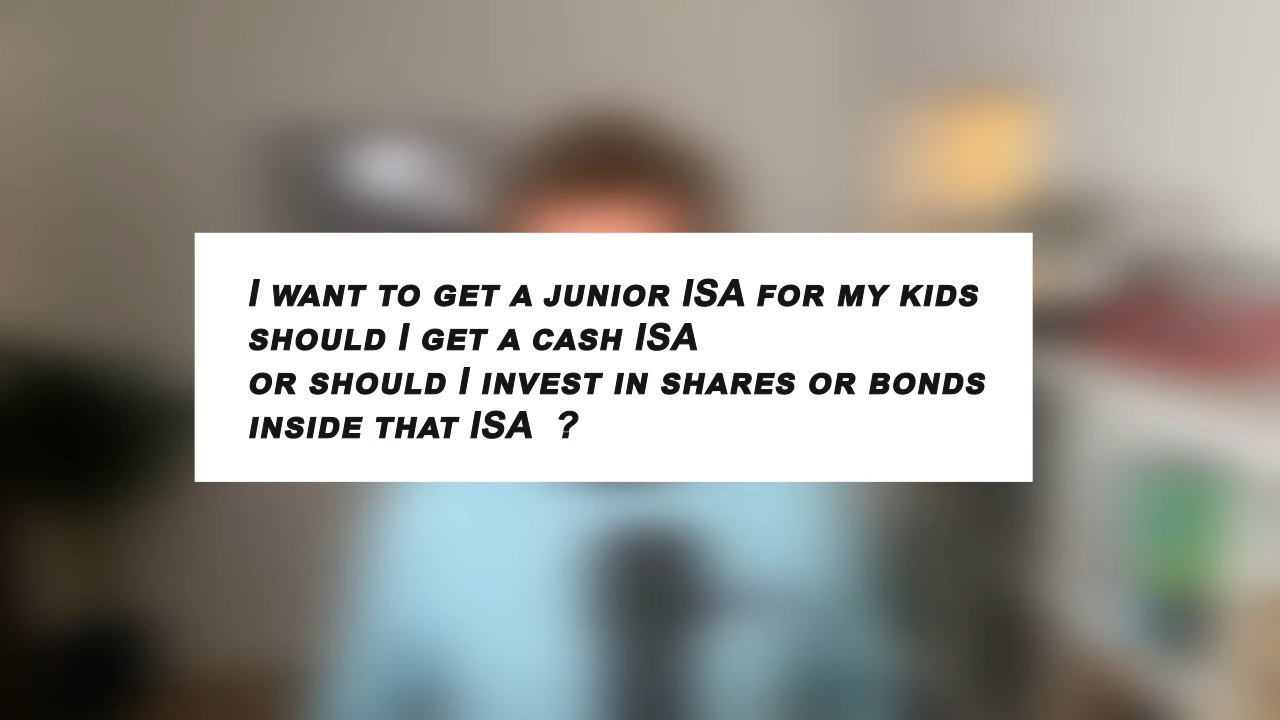 I WANT TO GET A JUNIOR ISA FOR MY KIDS
SHOULD I GET A CASH ISA
OR SHOULD I INVEST IN SHARES OR BONDS
INSIDE THAT ISA ?